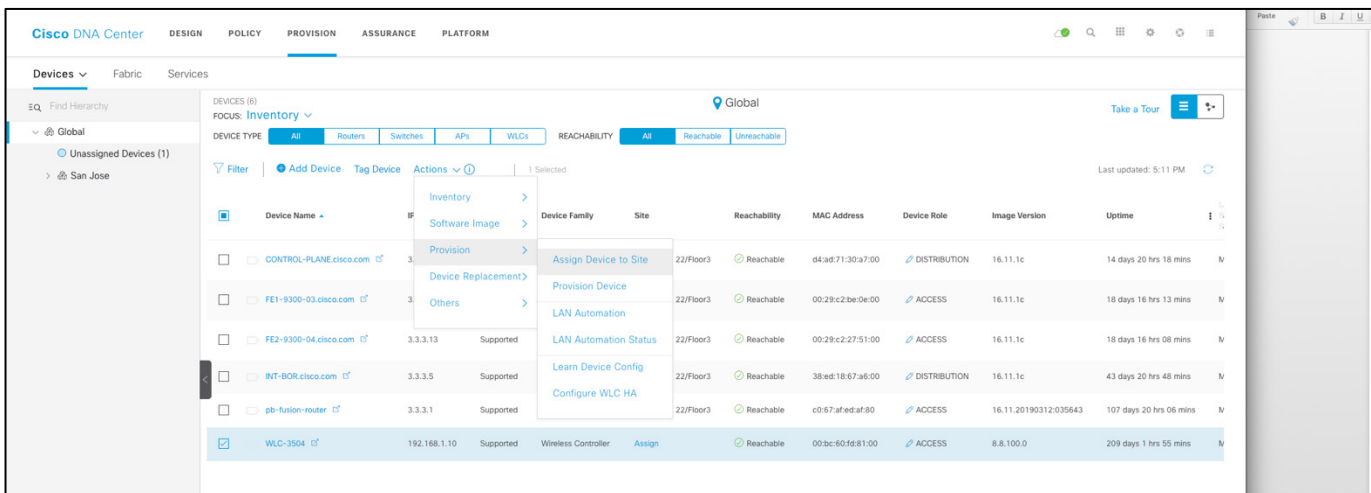 Paste B I U
Cisco DNA Center DESIGN POLICY PROVISION ASSURANCE PLATFORM
Devices Fabric Services
Find Hierarchy
Global
Unassigned Devices (1)
San Jose
DEVICES (6)
FOCUS: Inventory
Global
Take a Tour
DEVICE TYPE All Routers Switches APs WLCs REACHABILITY All Reachable Unreachable
Filter Add Device Tag Device Actions 1 Selected Last updated: 5:11 PM
Inventory
Software Image
Provision
Device Replacement
Others
Assign Device to Site
Provision Device
LAN Automation
LAN Automation Status
Learn Device Config
Configure WLC HA
Device Name IP Device Family Site Reachability MAC Address Device Role Image Version Uptime
CONTROL-PLANE.cisco.com 3. 22/Floor3 Reachable d4:ad:71:30:a7:00 DISTRIBUTION 16.11.1c 14 days 20 hrs 18 mins
FE1-9300-03.cisco.com 3. 22/Floor3 Reachable 00:29:c2:be:0e:00 ACCESS 16.11.1c 18 days 16 hrs 13 mins
FE2-9300-04.cisco.com 3.3.3.13 Supported 22/Floor3 Reachable 00:29:c2:27:51:00 ACCESS 16.11.1c 18 days 16 hrs 08 mins
INT-BOR.cisco.com 3.3.3.5 Supported 22/Floor3 Reachable 38:ed:18:67:a6:00 DISTRIBUTION 16.11.1c 43 days 20 hrs 48 mins
pb-fusion-router 3.3.3.1 Supported 22/Floor3 Reachable c0:67:af:ed:af:80 ACCESS 16.11.20190312:035643 107 days 20 hrs 06 mins
WLC-3504 192.168.1.10 Supported Wireless Controller Assign Reachable 00:bc:60:fd:81:00 ACCESS 8.8.100.0 209 days 1 hrs 55 mins